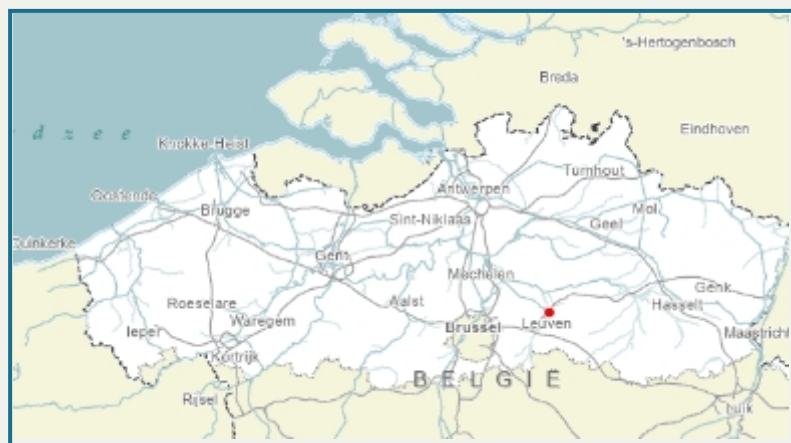 's-Hertogenbosch
Breda
d z e e
Eindhoven
Knokke-Heist
Turnhout
Oostende
Antwerpen
Mol
Brugge
Sint-Niklaas
Geel
Duinkerke
Gent
Mechelen
Genk
Roeselare
Aalst
Hasselt
Ieper
Waregem
Brussel
Leuven
Maastricht
Kortrijk
BELGIË
Rijsel
Luik